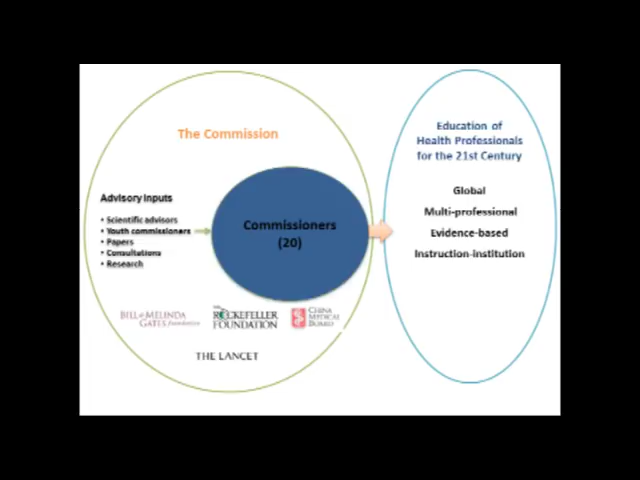 The Commission
Advisory Inputs
• Scientific advisors
• Youth commissioners
• Papers
• Consultations
• Research
Commissioners
(20)
BILL & MELINDA
GATES foundation
THE
ROCKEFELLER
FOUNDATION
CHINA
MEDICAL
BOARD
THE LANCET
Education of
Health Professionals
for the 21st Century
Global
Multi-professional
Evidence-based
Instruction-institution